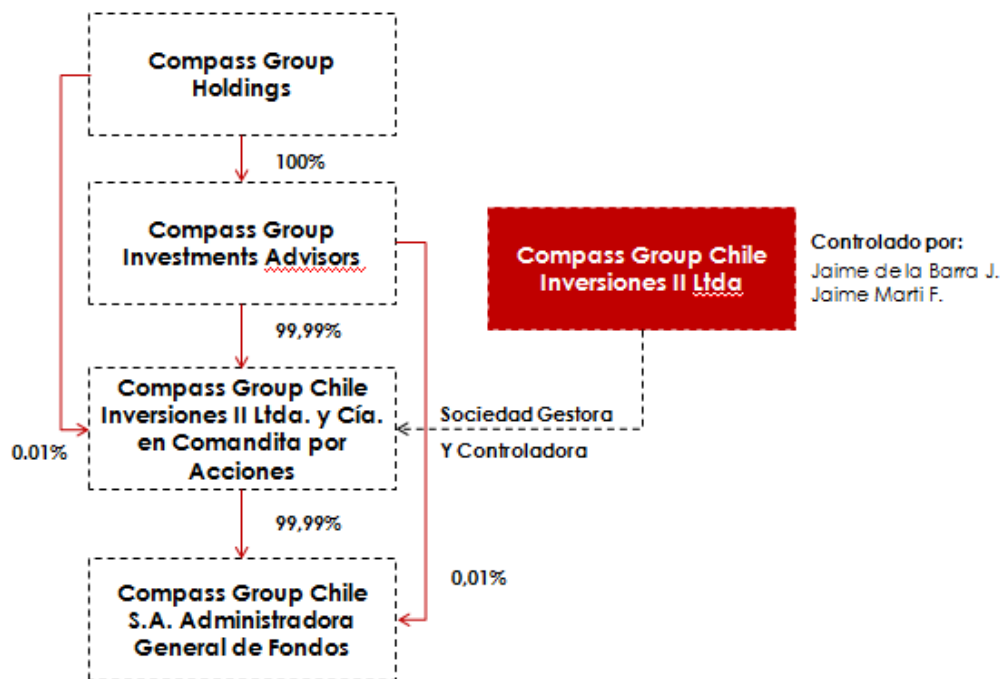 Compass Group
Holdings
100%
Compass Group
Investments Advisors
Compass Group Chile
Inversiones II Ltda
Controlado por:
Jaime de la Barra J.
Jaime Marti F.
99,99%
Compass Group Chile
Inversiones II Ltda. y Cía.
en Comandita por
Acciones
Sociedad Gestora
Y Controladora
0.01%
99,99%
0,01%
Compass Group Chile
S.A. Administradora
General de Fondos